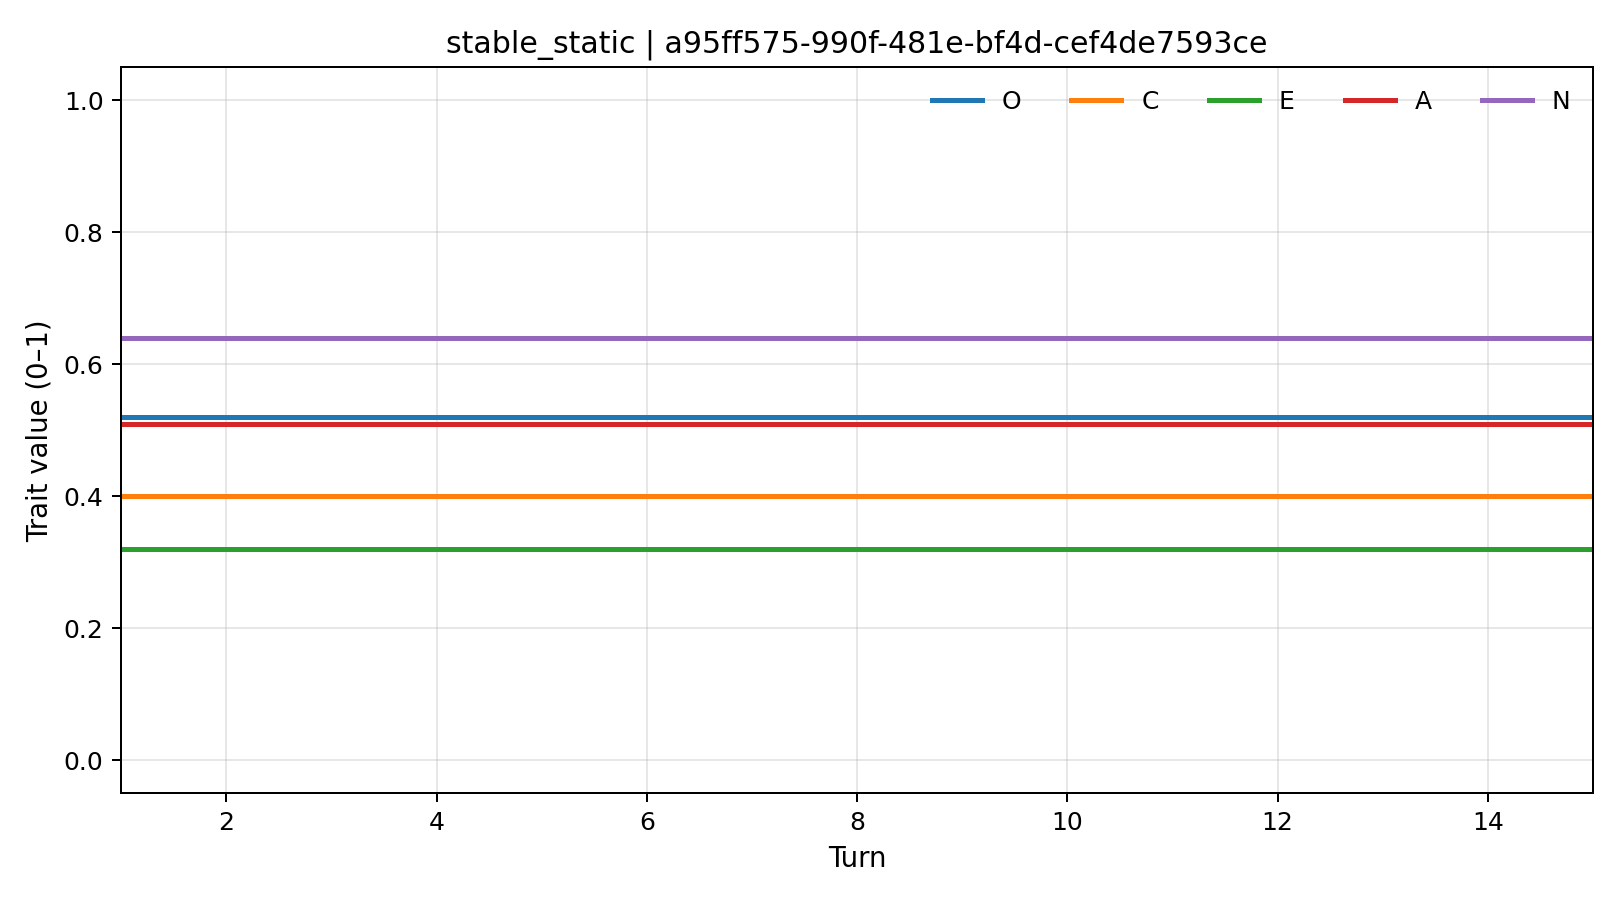 stable_static | a95ff575-990f-481e-bf4d-cef4de7593ce
O C E A N
Trait value (0–1)
1.0
0.8
0.6
0.4
0.2
0.0
2 4 6 8 10 12 14
Turn